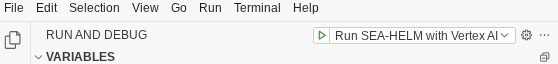 File Edit Selection View Go Run Terminal Help
RUN AND DEBUG Run SEA-HELM with Vertex AI
VARIABLES